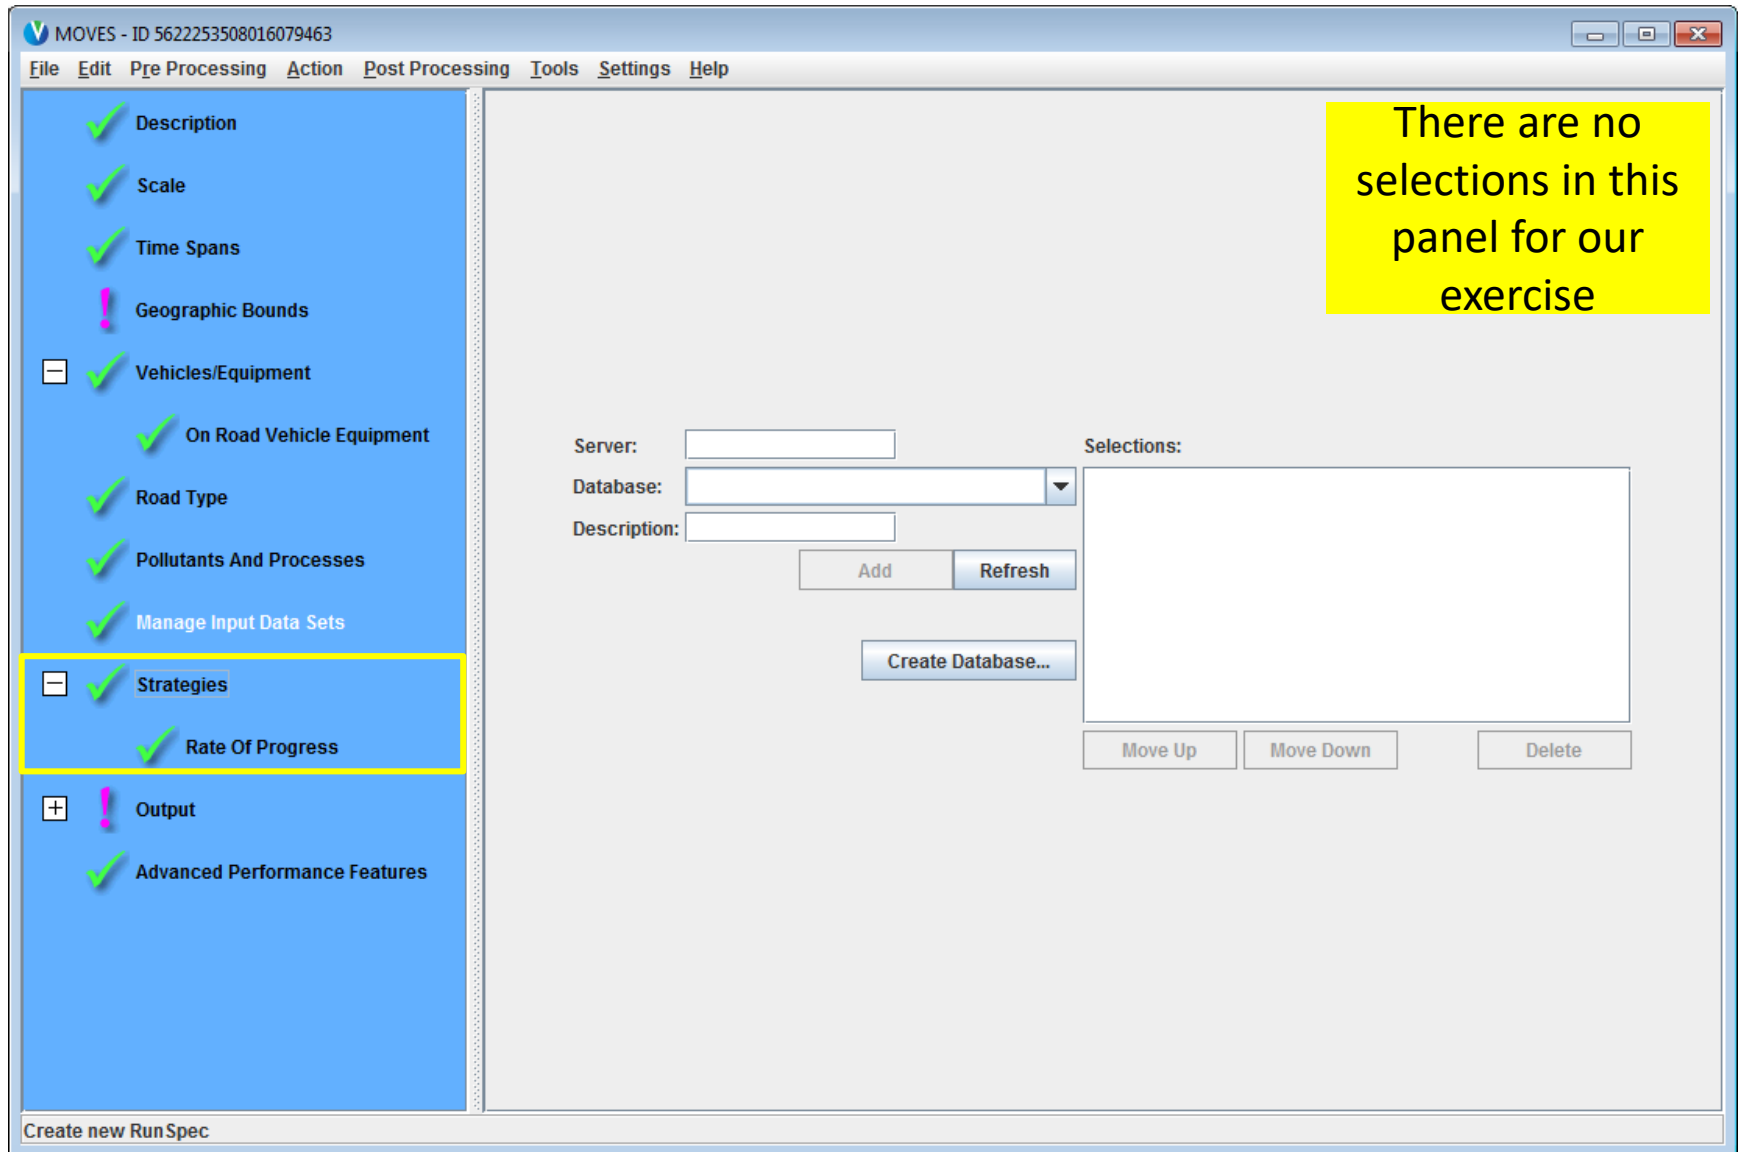 MOVES - ID 5622253508016079463
File Edit Pre Processing Action Post Processing Tools Settings Help
Description
Scale
Time Spans
Geographic Bounds
Vehicles/Equipment
On Road Vehicle Equipment
Road Type
Pollutants And Processes
Manage Input Data Sets
Strategies
Rate Of Progress
Output
Advanced Performance Features
There are no
selections in this
panel for our
exercise
Server:
Database:
Description:
Add Refresh
Create Database...
Selections:
Move Up Move Down Delete
Create new RunSpec